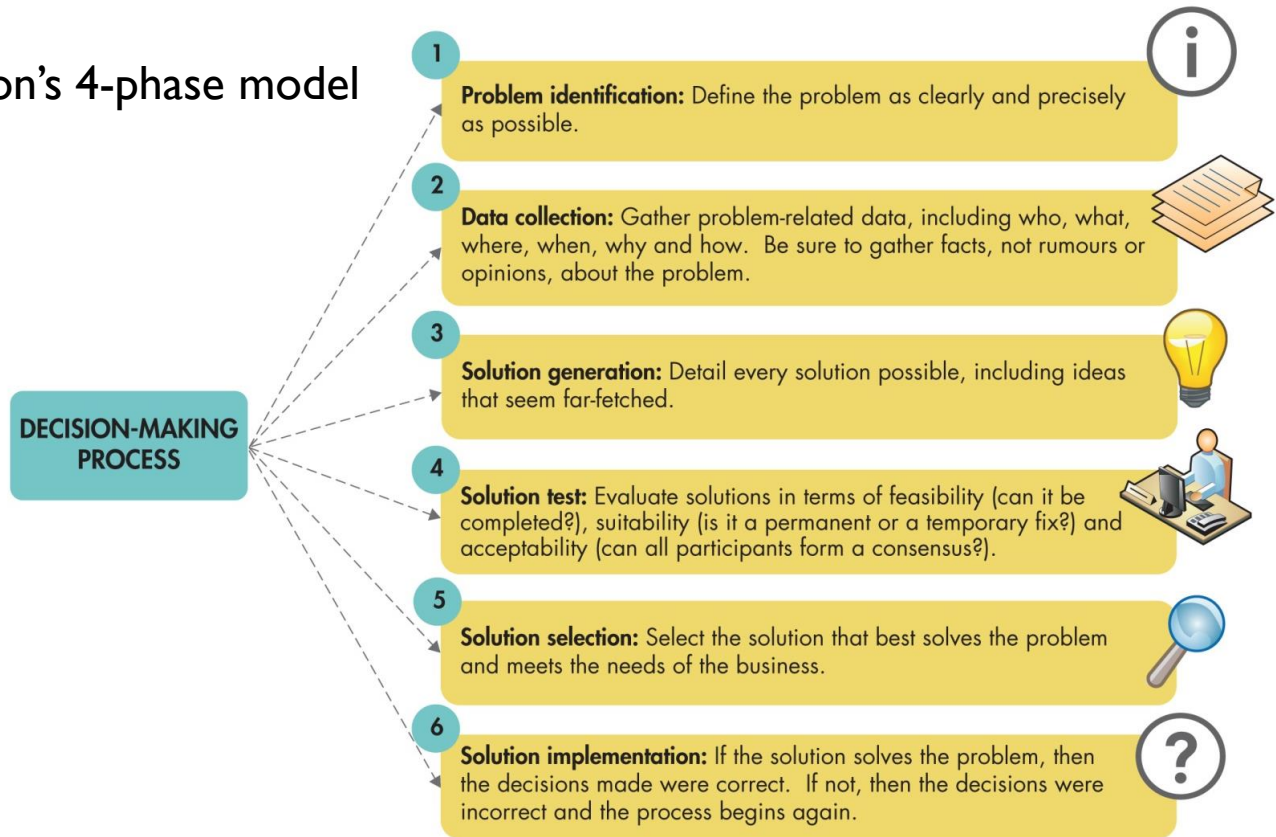 on's 4-phase model
1
Problem identification: Define the problem as clearly and precisely
as possible.
2
Data collection: Gather problem-related data, including who, what,
where, when, why and how. Be sure to gather facts, not rumours or
opinions, about the problem.
3
Solution generation: Detail every solution possible, including ideas
that seem far-fetched.
DECISION-MAKING
PROCESS
4
Solution test: Evaluate solutions in terms of feasibility (can it be
completed?), suitability (is it a permanent or a temporary fix?) and
acceptability (can all participants form a consensus?).
5
Solution selection: Select the solution that best solves the problem
and meets the needs of the business.
6
Solution implementation: If the solution solves the problem, then
the decisions made were correct. If not, then the decisions were
incorrect and the process begins again.
i
?